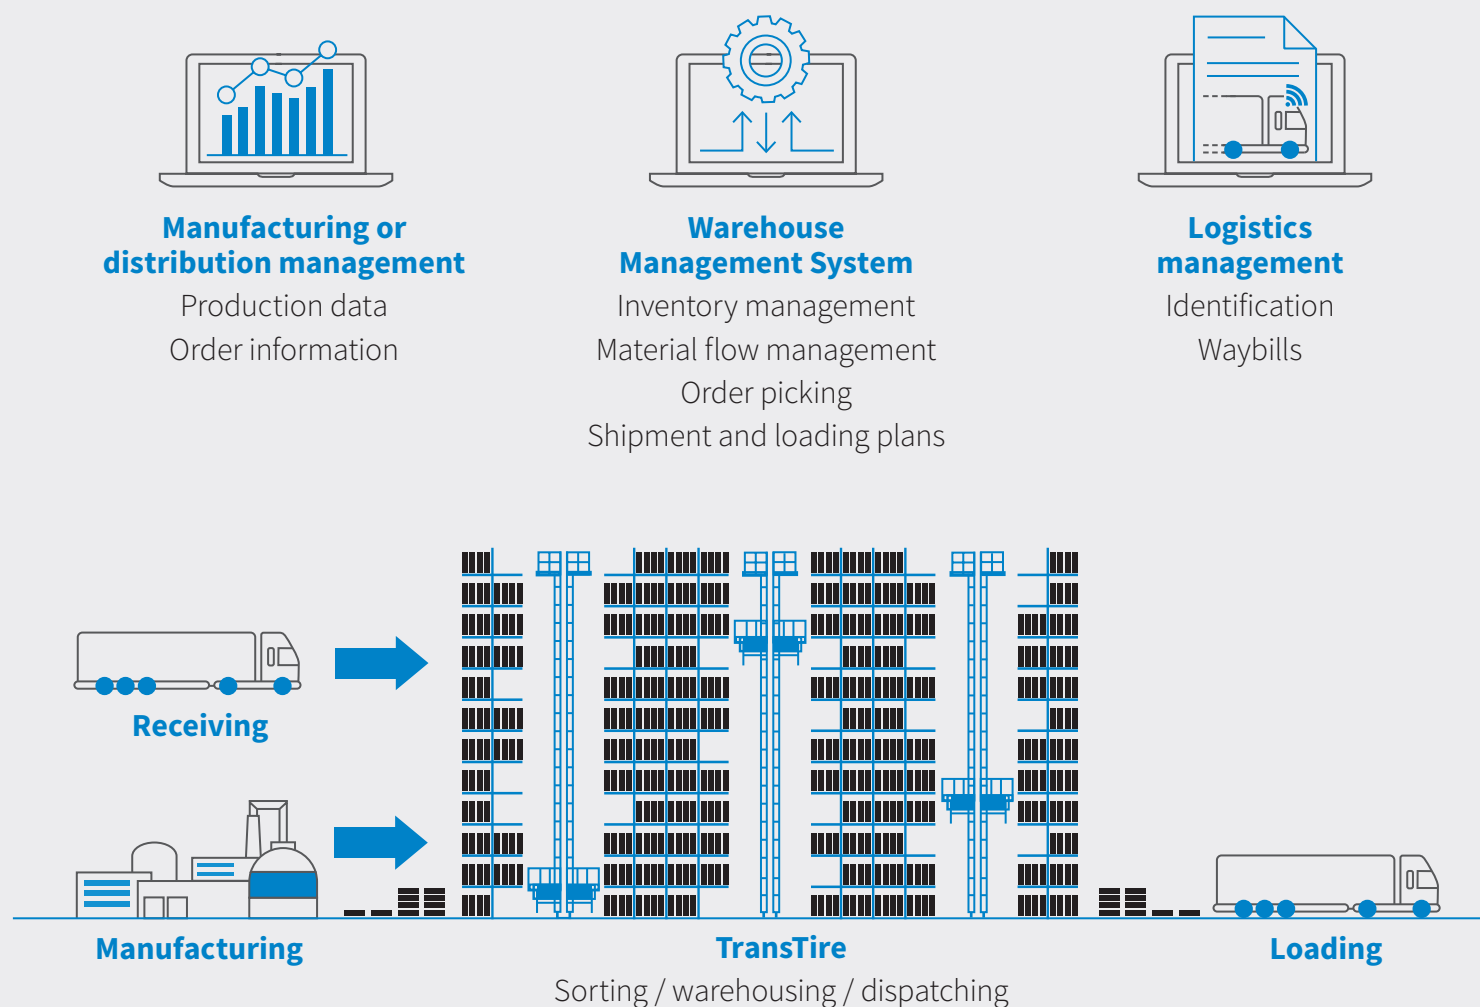 Manufacturing or
distribution management
Production data
Order information
Warehouse
Management System
Inventory management
Material flow management
Order picking
Shipment and loading plans
Logistics
management
Identification
Waybills
Receiving
Manufacturing
TransTire
Sorting / warehousing / dispatching
Loading